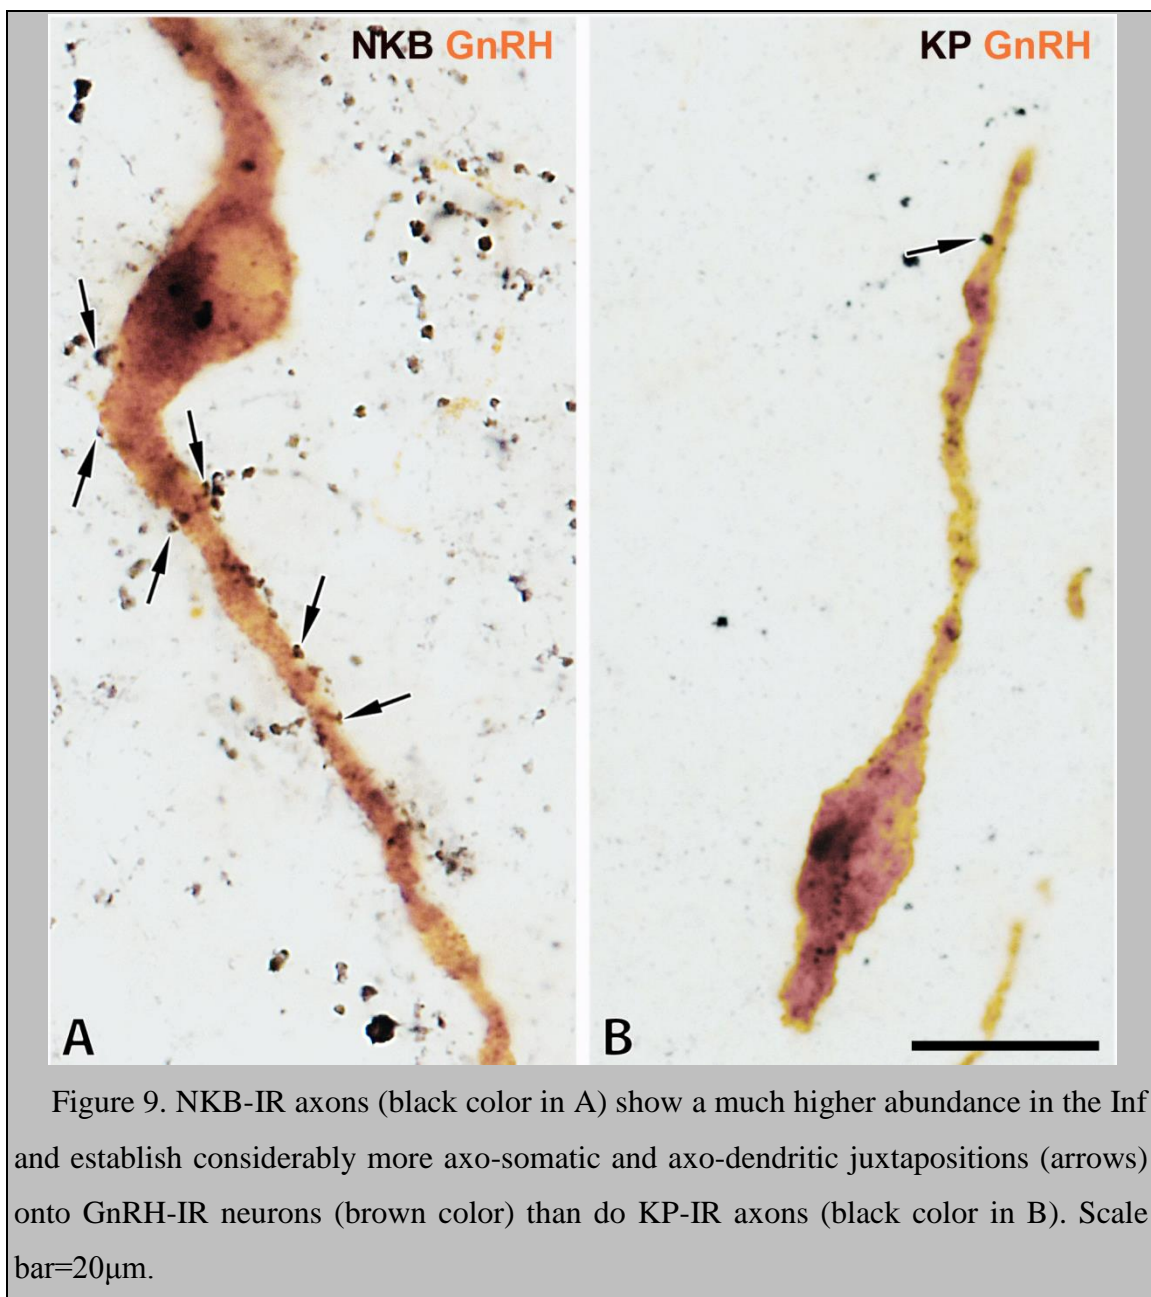 NKB GnRH
KP GnRH
A
B
Figure 9. NKB-IR axons (black color in A) show a much higher abundance in the Inf
and establish considerably more axo-somatic and axo-dendritic juxtapositions (arrows)
onto GnRH-IR neurons (brown color) than do KP-IR axons (black color in B). Scale
bar=20μm.